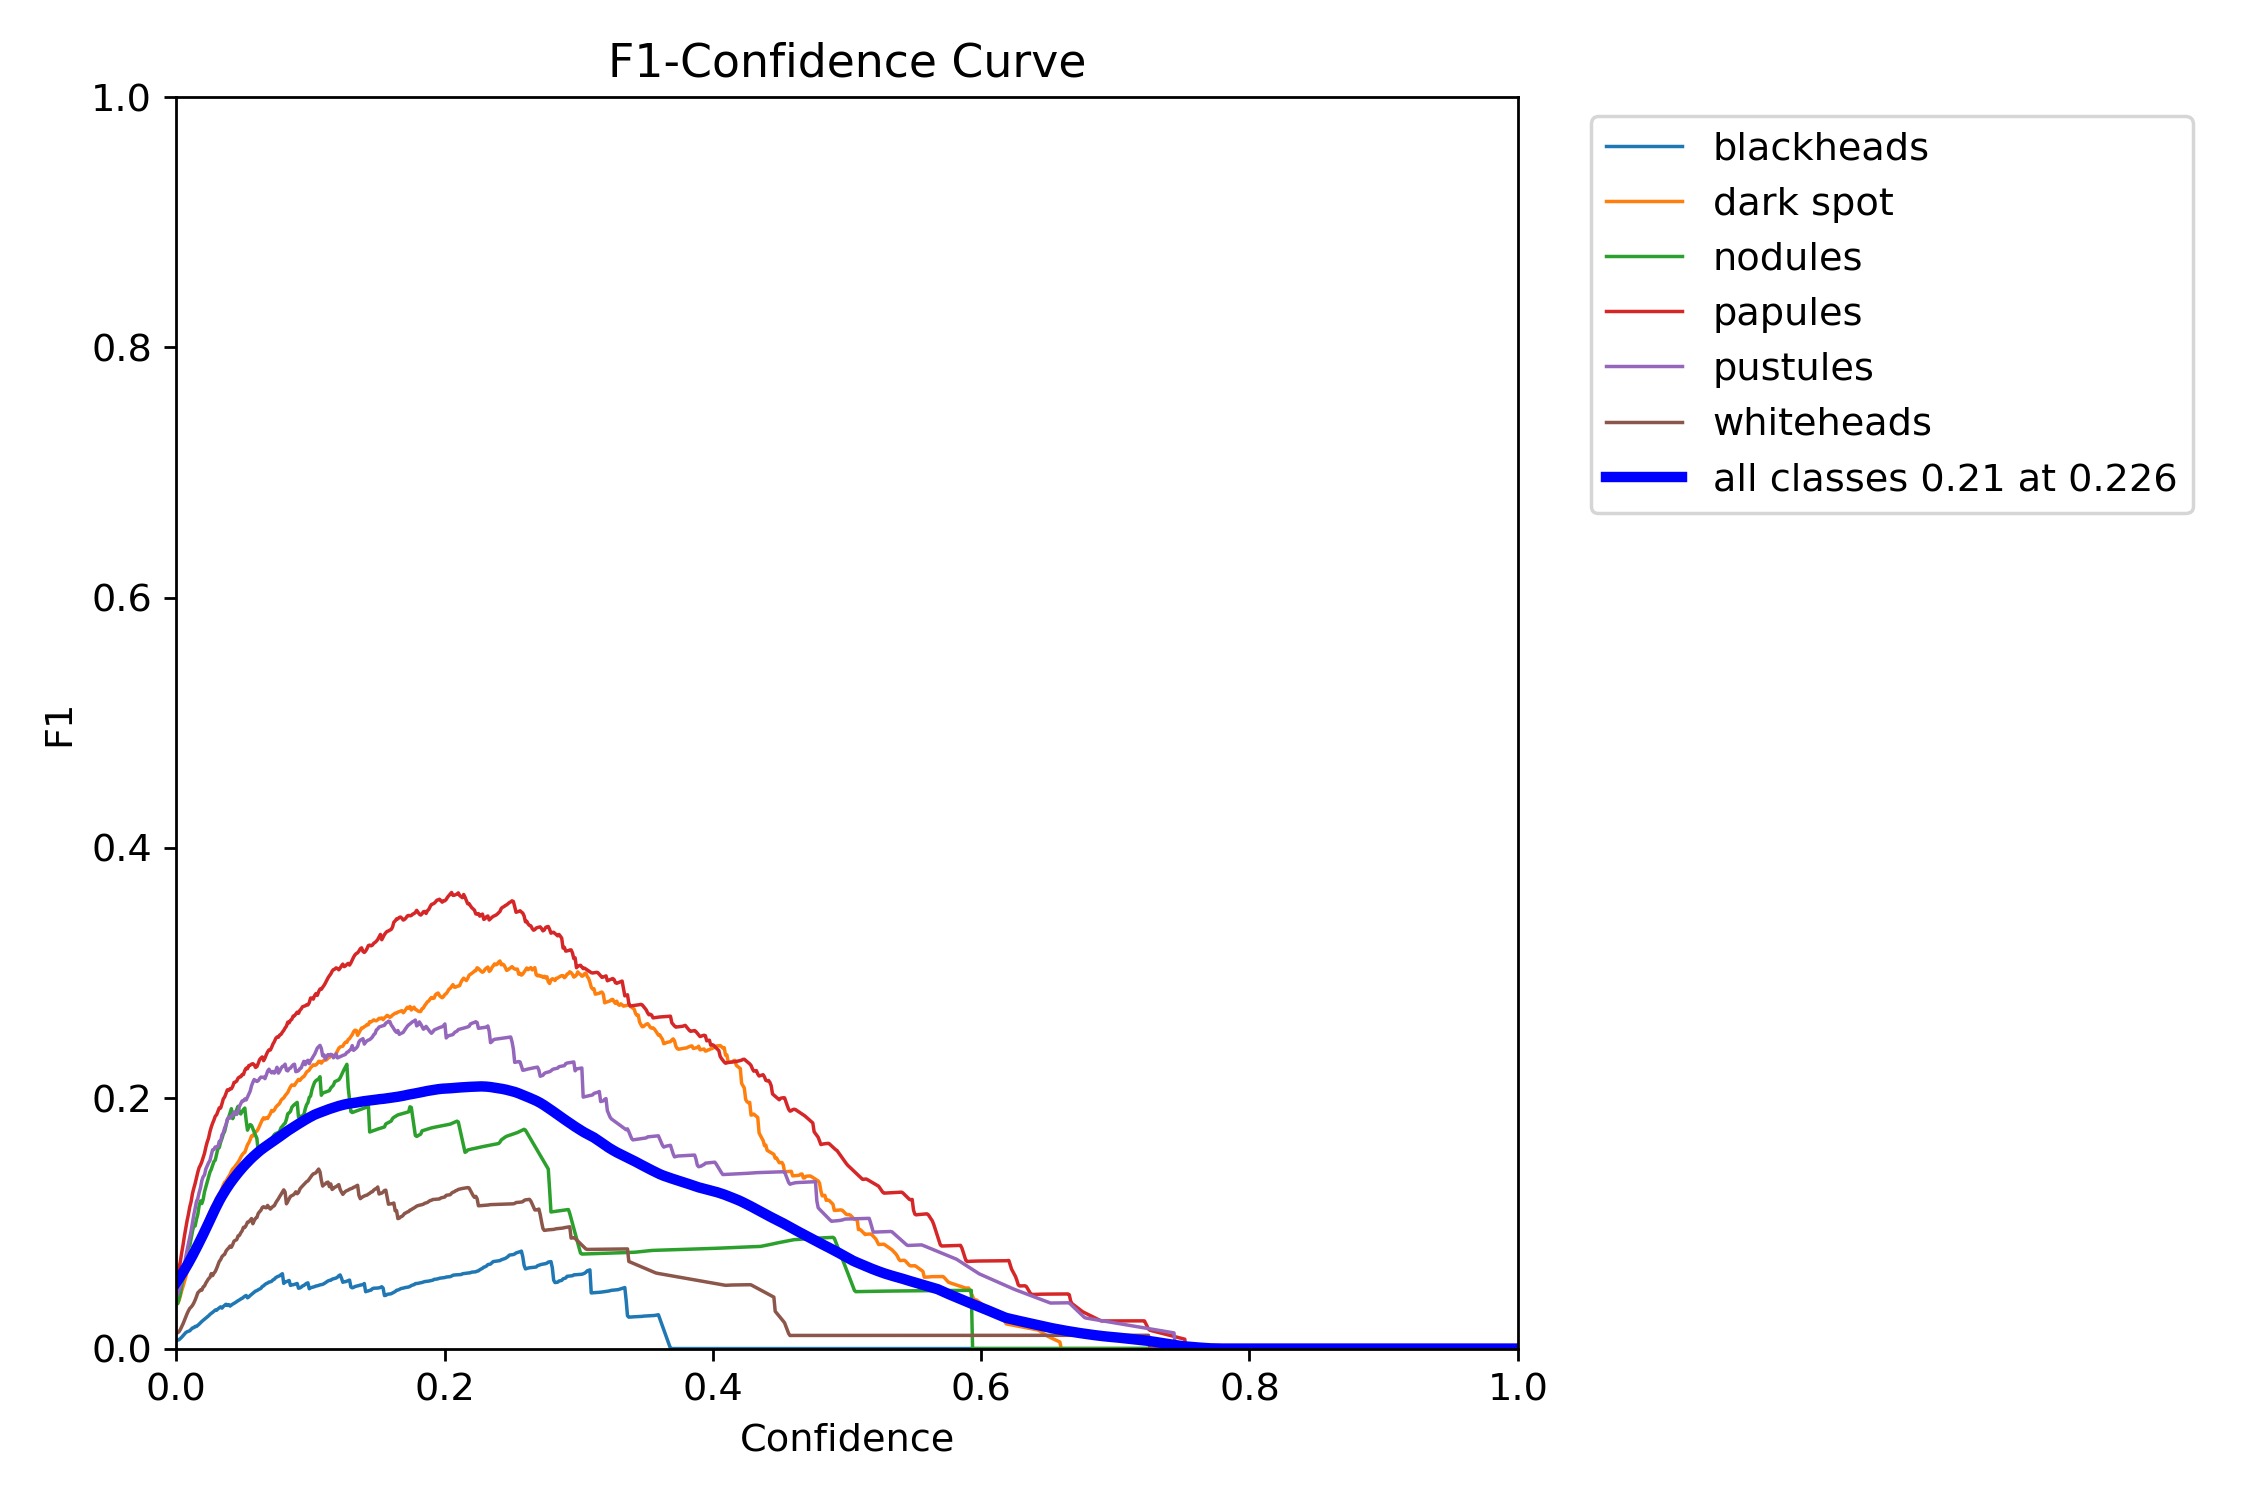 F1-Confidence Curve
1.0
0.8
0.6
0.4
0.2
0.0
F1
0.0 0.2 0.4 0.6 0.8 1.0
Confidence
blackheads
dark spot
nodules
papules
pustules
whiteheads
all classes 0.21 at 0.226